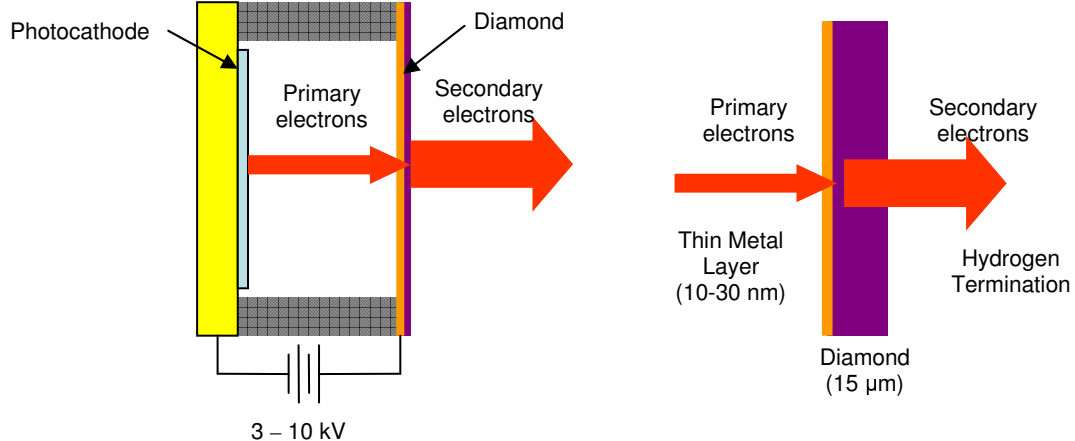 Photocathode
Diamond
Primary
electrons
Secondary
electrons
3 – 10 kV
Primary
electrons
Secondary
electrons
Thin Metal
Layer
(10-30 nm)
Hydrogen
Termination
Diamond
(15 µm)